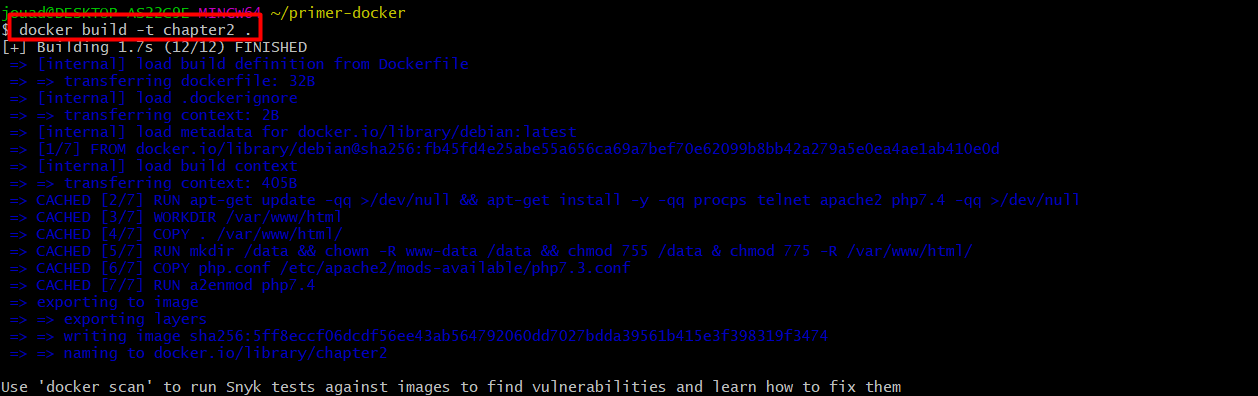 jouad@DESKTOP-AS22G9E MINGW64 ~/primer-docker
$ docker build -t chapter2 .
[+] Building 1.7s (12/12) FINISHED
=> [internal] load build definition from Dockerfile
=> => transferring dockerfile: 32B
=> [internal] load .dockerignore
=> => transferring context: 2B
=> [internal] load metadata for docker.io/library/debian:latest
=> [1/7] FROM docker.io/library/debian@sha256:fb45fd4e25abe55a656ca69a7bef70e62099b8bb42a279a5e0ea4ae1ab410e0d
=> [internal] load build context
=> => transferring context: 405B
=> CACHED [2/7] RUN apt-get update -qq >/dev/null && apt-get install -y -qq procps telnet apache2 php7.4 -qq >/dev/null
=> CACHED [3/7] WORKDIR /var/www/html
=> CACHED [4/7] COPY . /var/www/html/
=> CACHED [5/7] RUN mkdir /data && chown -R www-data /data && chmod 755 /data & chmod 775 -R /var/www/html/
=> CACHED [6/7] COPY php.conf /etc/apache2/mods-available/php7.3.conf
=> CACHED [7/7] RUN a2enmod php7.4
=> exporting to image
=> => exporting layers
=> => writing image sha256:5ff8eccf06dcdf56ee43ab564792060dd7027bdda39561b415e3f398319f3474
=> => naming to docker.io/library/chapter2
Use 'docker scan' to run Snyk tests against images to find vulnerabilities and learn how to fix them